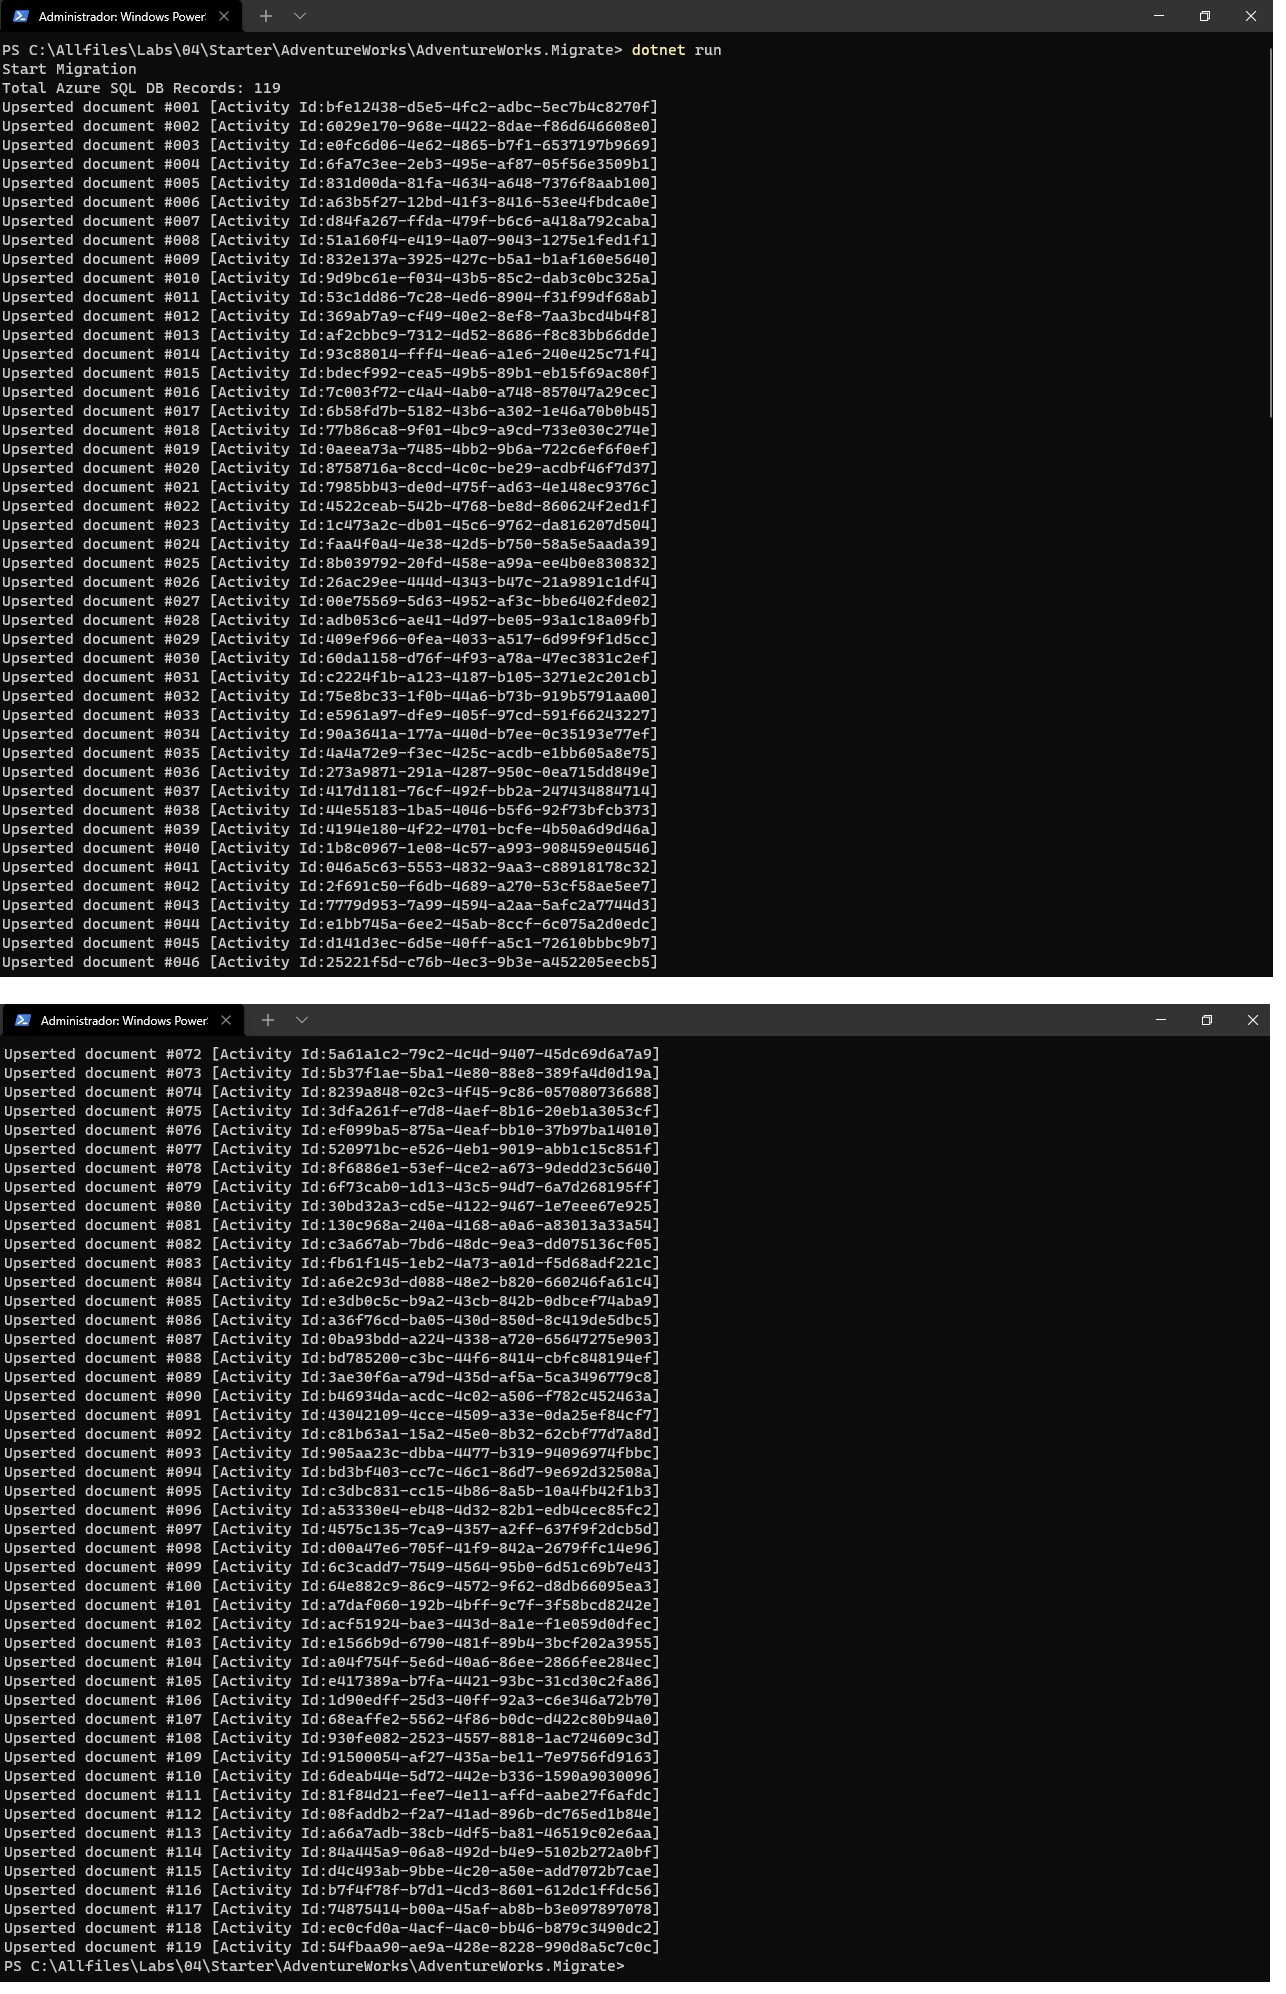 Administrador: Windows Power
PS C:\Allfiles\Labs\04\Starter\AdventureWorks\AdventureWorks.Migrate> dotnet run
Start Migration
Total Azure SQL DB Records: 119
Upserted document #001 [Activity Id:bfe12438-d5e5-4fc2-adbc-5ec7b4c8270f]
Upserted document #002 [Activity Id:6029e170-968e-4422-8dae-f86d646608e0]
Upserted document #003 [Activity Id:e0fc6d06-4e62-4865-b7f1-6537197b9669]
Upserted document #004 [Activity Id:6fa7c3ee-2eb3-495e-af87-05f56e3509b1]
Upserted document #005 [Activity Id:831d00da-81fa-4634-a648-7376f8aab100]
Upserted document #006 [Activity Id:a63b5f27-12bd-41f3-8416-53ee4fbdca0e]
Upserted document #007 [Activity Id:d84fa267-ffda-479f-b6c6-a418a792caba]
Upserted document #008 [Activity Id:51a160f4-e419-4a07-9043-1275e1fed1f1]
Upserted document #009 [Activity Id:832e137a-3925-427c-b5a1-b1af160e5640]
Upserted document #010 [Activity Id:9d9bc61e-f034-43b5-85c2-dab3c0bc325a]
Upserted document #011 [Activity Id:53c1dd86-7c28-4ed6-8904-f31f99df68ab]
Upserted document #012 [Activity Id:369ab7a9-cf49-40e2-8ef8-7aa3bcd4b4f8]
Upserted document #013 [Activity Id:af2cbbc9-7312-4d52-8686-f8c83bb66dde]
Upserted document #014 [Activity Id:93c88014-fff4-4ea6-a1e6-240e425c71f4]
Upserted document #015 [Activity Id:bdecf992-cea5-49b5-89b1-eb15f69ac80f]
Upserted document #016 [Activity Id:7c003f72-c4a4-4ab0-a748-857047a29cec]
Upserted document #017 [Activity Id:6b58fd7b-5182-43b6-a302-1e46a70b0b45]
Upserted document #018 [Activity Id:77b86ca8-9f01-4bc9-a9cd-733e030c274e]
Upserted document #019 [Activity Id:0aeea73a-7485-4bb2-9b6a-722c6ef6f0ef]
Upserted document #020 [Activity Id:8758716a-8ccd-4c0c-be29-acdbf46f7d37]
Upserted document #021 [Activity Id:7985bb43-de0d-475f-ad63-4e148ec9376c]
Upserted document #022 [Activity Id:4522ceab-542b-4768-be8d-860624f2ed1f]
Upserted document #023 [Activity Id:1c473a2c-db01-45c6-9762-da816207d504]
Upserted document #024 [Activity Id:faa4f0a4-4e38-42d5-b750-58a5e5aada39]
Upserted document #025 [Activity Id:8b039792-20fd-458e-a99a-ee4b0e830832]
Upserted document #026 [Activity Id:26ac29ee-444d-4343-b47c-21a9891c1df4]
Upserted document #027 [Activity Id:00e75569-5d63-4952-af3c-bbe6402fde02]
Upserted document #028 [Activity Id:adb053c6-ae41-4d97-be05-93a1c18a09fb]
Upserted document #029 [Activity Id:409ef966-0fea-4033-a517-6d99f9f1d5cc]
Upserted document #030 [Activity Id:60da1158-d76f-4f93-a78a-47ec3831c2ef]
Upserted document #031 [Activity Id:c2224f1b-a123-4187-b105-3271e2c201cb]
Upserted document #032 [Activity Id:75e8bc33-1f0b-44a6-b73b-919b5791aa00]
Upserted document #033 [Activity Id:e5961a97-dfe9-405f-97cd-591f66243227]
Upserted document #034 [Activity Id:90a3641a-177a-440d-b7ee-0c35193e77ef]
Upserted document #035 [Activity Id:4a4a72e9-f3ec-425c-acdb-e1bb605a8e75]
Upserted document #036 [Activity Id:273a9871-291a-4287-950c-0ea715dd849e]
Upserted document #037 [Activity Id:417d1181-76cf-492f-bb2a-247434884714]
Upserted document #038 [Activity Id:44e55183-1ba5-4046-b5f6-92f73bfcb373]
Upserted document #039 [Activity Id:4194e180-4f22-4701-bcfe-4b50a6d9d46a]
Upserted document #040 [Activity Id:1b8c0967-1e08-4c57-a993-908459e04546]
Upserted document #041 [Activity Id:046a5c63-5553-4832-9aa3-c88918178c32]
Upserted document #042 [Activity Id:2f691c50-f6db-4689-a270-53cf58ae5ee7]
Upserted document #043 [Activity Id:7779d953-7a99-4594-a2aa-5afc2a7744d3]
Upserted document #044 [Activity Id:e1bb745a-6ee2-45ab-8ccf-6c075a2d0edc]
Upserted document #045 [Activity Id:d141d3ec-6d5e-40ff-a5c1-72610bbbc9b7]
Upserted document #046 [Activity Id:25221f5d-c76b-4ec3-9b3e-a452205eecb5]
Administrador: Windows Power
Upserted document #072 [Activity Id:5a61a1c2-79c2-4c4d-9407-45dc69d6a7a9]
Upserted document #073 [Activity Id:5b37f1ae-5ba1-4e80-88e8-389fa4d0d19a]
Upserted document #074 [Activity Id:8239a848-02c3-4f45-9c86-057080736688]
Upserted document #075 [Activity Id:3dfa261f-e7d8-4aef-8b16-20eb1a3053cf]
Upserted document #076 [Activity Id:ef099ba5-875a-4eaf-bb10-37b97ba14010]
Upserted document #077 [Activity Id:520971bc-e526-4eb1-9019-abb1c15c851f]
Upserted document #078 [Activity Id:8f6886e1-53ef-4ce2-a673-9dedd23c5640]
Upserted document #079 [Activity Id:6f73cab0-1d13-43c5-94d7-6a7d268195ff]
Upserted document #080 [Activity Id:30bd32a3-cd5e-4122-9467-1e7eee67e925]
Upserted document #081 [Activity Id:130c968a-240a-4168-a0a6-a83013a33a54]
Upserted document #082 [Activity Id:c3a667ab-7bd6-48dc-9ea3-dd075136cf05]
Upserted document #083 [Activity Id:fb61f145-1eb2-4a73-a01d-f5d68adf221c]
Upserted document #084 [Activity Id:a6e2c93d-d088-48e2-b820-660246fa61c4]
Upserted document #085 [Activity Id:e3db0c5c-b9a2-43cb-842b-0dbcef74aba9]
Upserted document #086 [Activity Id:a36f76cd-ba05-430d-850d-8c419de5dbc5]
Upserted document #087 [Activity Id:0ba93bdd-a224-4338-a720-65647275e903]
Upserted document #088 [Activity Id:bd785200-c3bc-44f6-8414-cbfc848194ef]
Upserted document #089 [Activity Id:3ae30f6a-a79d-435d-af5a-5ca3496779c8]
Upserted document #090 [Activity Id:b46934da-acdc-4c02-a506-f782c452463a]
Upserted document #091 [Activity Id:43042109-4cce-4509-a33e-0da25ef84cf7]
Upserted document #092 [Activity Id:c81b63a1-15a2-45e0-8b32-62cbf77d7a8d]
Upserted document #093 [Activity Id:905aa23c-dbba-4477-b319-94096974fbbc]
Upserted document #094 [Activity Id:bd3bf403-cc7c-46c1-86d7-9e692d32508a]
Upserted document #095 [Activity Id:c3dbc831-cc15-4b86-8a5b-10a4fb42f1b3]
Upserted document #096 [Activity Id:a53330e4-eb48-4d32-82b1-edb4cec85fc2]
Upserted document #097 [Activity Id:4575c135-7ca9-4357-a2ff-637f9f2dcb5d]
Upserted document #098 [Activity Id:d00a47e6-705f-41f9-842a-2679ffc14e96]
Upserted document #099 [Activity Id:6c3cadd7-7549-4564-95b0-6d51c69b7e43]
Upserted document #100 [Activity Id:64e882c9-86c9-4572-9f62-d8db66095ea3]
Upserted document #101 [Activity Id:a7daf060-192b-4bff-9c7f-3f58bcd8242e]
Upserted document #102 [Activity Id:acf51924-bae3-443d-8a1e-f1e059d0dfec]
Upserted document #103 [Activity Id:e1566b9d-6790-481f-89b4-3bcf202a3955]
Upserted document #104 [Activity Id:a04f754f-5e6d-40a6-86ee-2866fee284ec]
Upserted document #105 [Activity Id:e417389a-b7fa-4421-93bc-31cd30c2fa86]
Upserted document #106 [Activity Id:1d90edff-25d3-40ff-92a3-c6e346a72b70]
Upserted document #107 [Activity Id:68eaffe2-5562-4f86-b0dc-d422c80b94a0]
Upserted document #108 [Activity Id:930fe082-2523-4557-8818-1ac724609c3d]
Upserted document #109 [Activity Id:91500054-af27-435a-be11-7e9756fd9163]
Upserted document #110 [Activity Id:6deab44e-5d72-442e-b336-1590a9030096]
Upserted document #111 [Activity Id:81f84d21-fee7-4e11-affd-aabe27f6afdc]
Upserted document #112 [Activity Id:08faddb2-f2a7-41ad-896b-dc765ed1b84e]
Upserted document #113 [Activity Id:a66a7adb-38cb-4df5-ba81-46519c02e6aa]
Upserted document #114 [Activity Id:84a445a9-06a8-492d-b4e9-5102b272a0bf]
Upserted document #115 [Activity Id:d4c493ab-9bbe-4c20-a50e-add7072b7cae]
Upserted document #116 [Activity Id:b7f4f78f-b7d1-4cd3-8601-612dc1ffdc56]
Upserted document #117 [Activity Id:74875414-b00a-45af-ab8b-b3e097897078]
Upserted document #118 [Activity Id:ec0cfd0a-4acf-4ac0-bb46-b879c3490dc2]
Upserted document #119 [Activity Id:54fbaa90-ae9a-428e-8228-990d8a5c7c0c]
PS C:\Allfiles\Labs\04\Starter\AdventureWorks\AdventureWorks.Migrate>